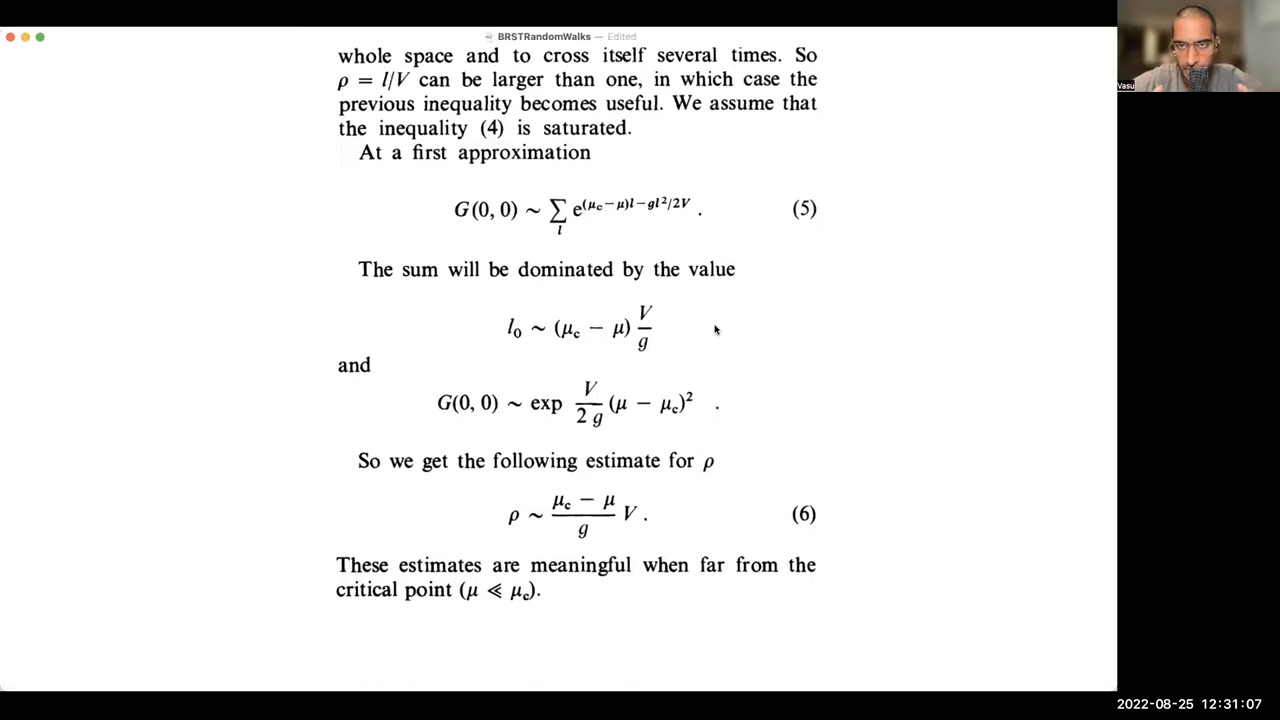 BRSTRandomWalks — Edited
whole space and to cross itself several times. So
ρ = l/V can be larger than one, in which case the
previous inequality becomes useful. We assume that
the inequality (4) is saturated.
At a first approximation
G(0, 0) ~ ∑_l e^{(μ_c − μ)l − gl²/2V} . (5)
The sum will be dominated by the value
l₀ ~ (μ_c − μ) V/g
and
G(0, 0) ~ exp V/2g (μ − μ_c)² .
So we get the following estimate for ρ
ρ ~ (μ_c − μ)/g V . (6)
These estimates are meaningful when far from the
critical point (μ ≪ μ_c).
Vasu
2022-08-25 12:31:07